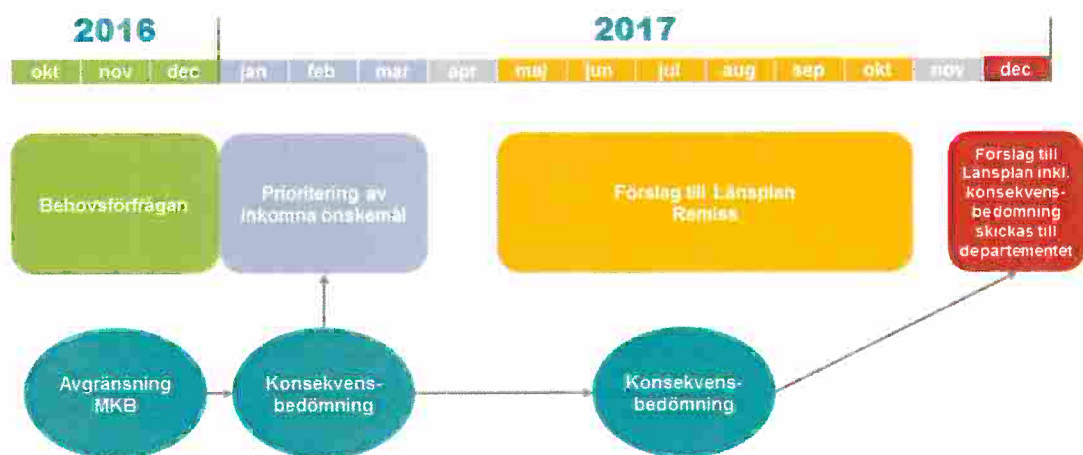 2016 2017
okt nov dec jan feb mar apr maj jun jul aug sep okt nov dec
Behovsförfrågan
Prioritering av
inkomna önskemål
Förslag till Länsplan
Remiss
Förslag till
Länsplan inkl.
konsekvens-
bedömning
skickas till
departementet
Avgränsning
MKB
Konsekvens-
bedömning
Konsekvens-
bedömning